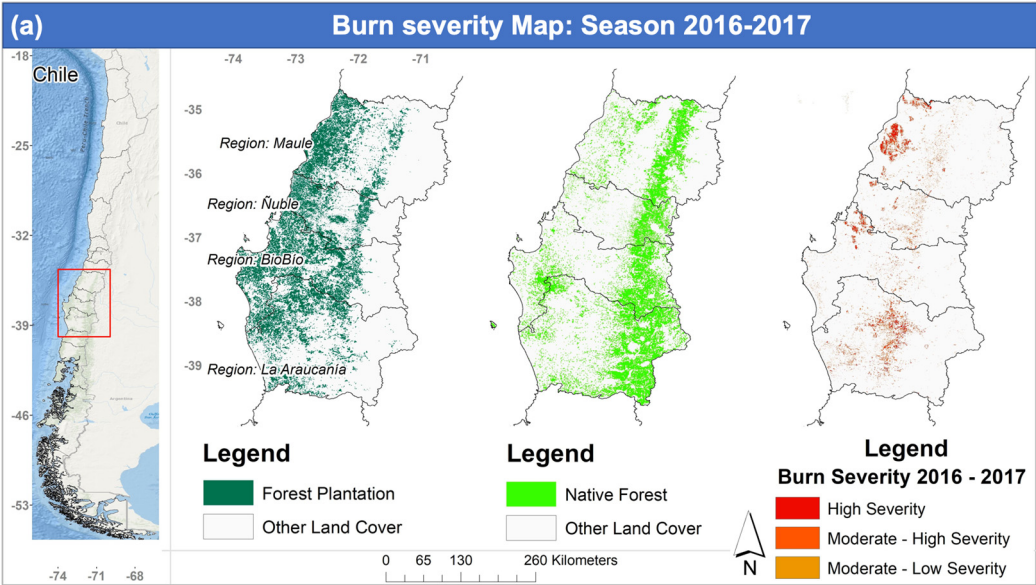 (a)
Burn severity Map: Season 2016-2017
-18
-25
-32
-39
-46
-53
-74
-71
-68
Chile
-74
-73
-72
-71
-35
-36
-37
-38
-39
Region: Maule
Region: Ñuble
Region: BioBío
Region: La Araucanía
Legend
Forest Plantation
Other Land Cover
Legend
Native Forest
Other Land Cover
0 65 130 260 Kilometers
N
Legend
Burn Severity 2016 - 2017
High Severity
Moderate - High Severity
Moderate - Low Severity